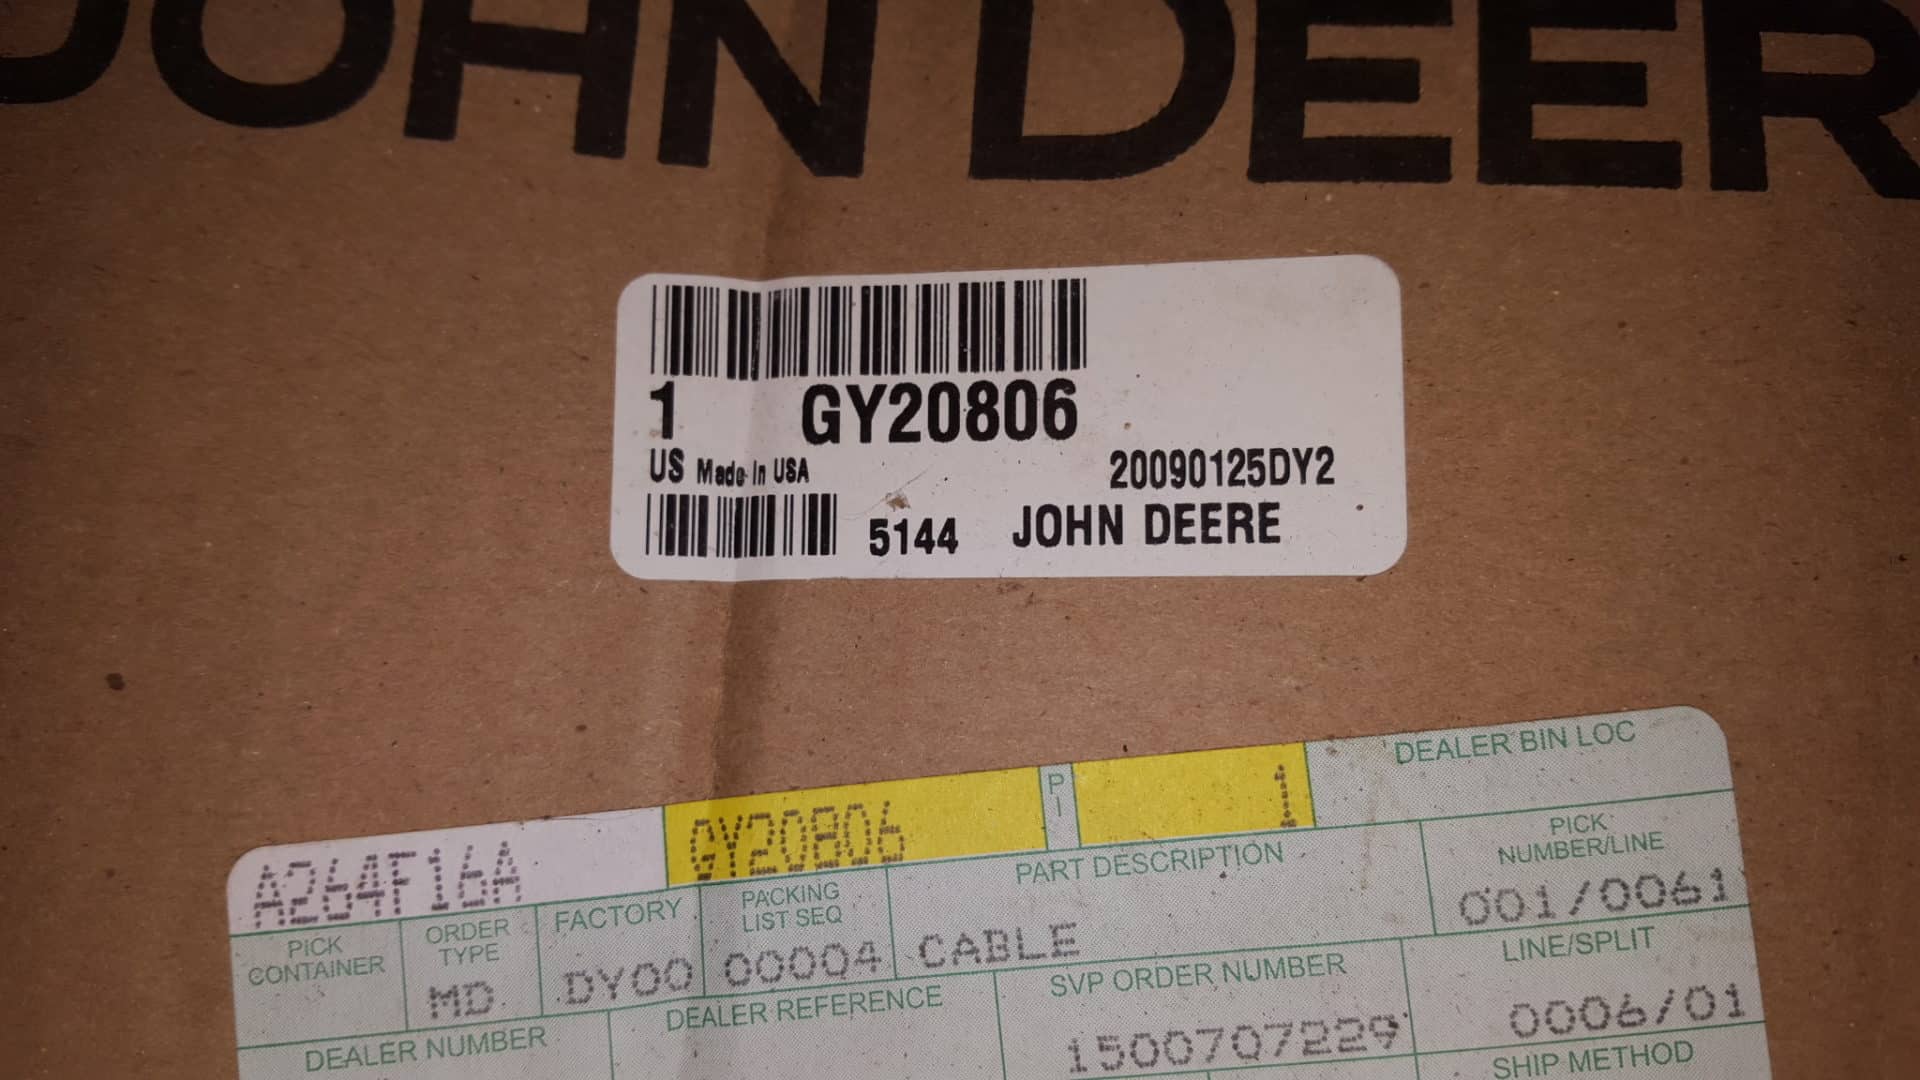 JOHN DEER
1 GY20806
US Made In USA 20090125DY2
5144 JOHN DEERE
A264F16A GY20806 PI 1 DEALER BIN LOC
PICK CONTAINER
ORDER TYPE
MD
FACTORY
DY00
PACKING LIST SEQ
00004
PART DESCRIPTION
CABLE
PICK NUMBER/LINE
001/0061
DEALER NUMBER
DEALER REFERENCE
SVP ORDER NUMBER
1500707229
LINE/SPLIT
0006/01
SHIP METHOD